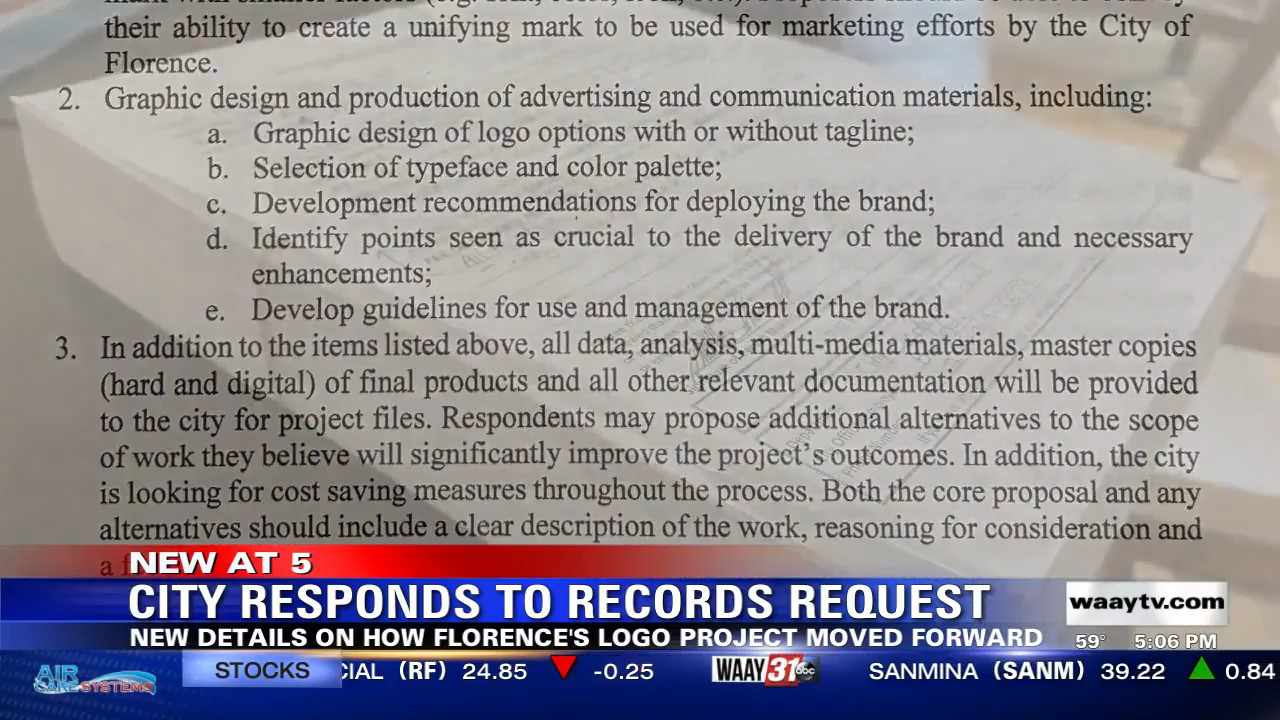 their ability to create a unifying mark to be used for marketing efforts by the City of
Florence.
2. Graphic design and production of advertising and communication materials, including:
a. Graphic design of logo options with or without tagline;
b. Selection of typeface and color palette;
c. Development recommendations for deploying the brand;
d. Identify points seen as crucial to the delivery of the brand and necessary
enhancements;
e. Develop guidelines for use and management of the brand.
3. In addition to the items listed above, all data, analysis, multi-media materials, master copies
(hard and digital) of final products and all other relevant documentation will be provided
to the city for project files. Respondents may propose additional alternatives to the scope
of work they believe will significantly improve the project's outcomes. In addition, the city
is looking for cost saving measures throughout the process. Both the core proposal and any
alternatives should include a clear description of the work, reasoning for consideration and
a
NEW AT 5
CITY RESPONDS TO RECORDS REQUEST
waaytv.com
NEW DETAILS ON HOW FLORENCE'S LOGO PROJECT MOVED FORWARD
59° 5:06 PM
AIR CARE SYSTEMS
STOCKS
CIAL (RF) 24.85 ▼ -0.25 WAAY 31 abc SANMINA (SANM) 39.22 ▲ 0.84